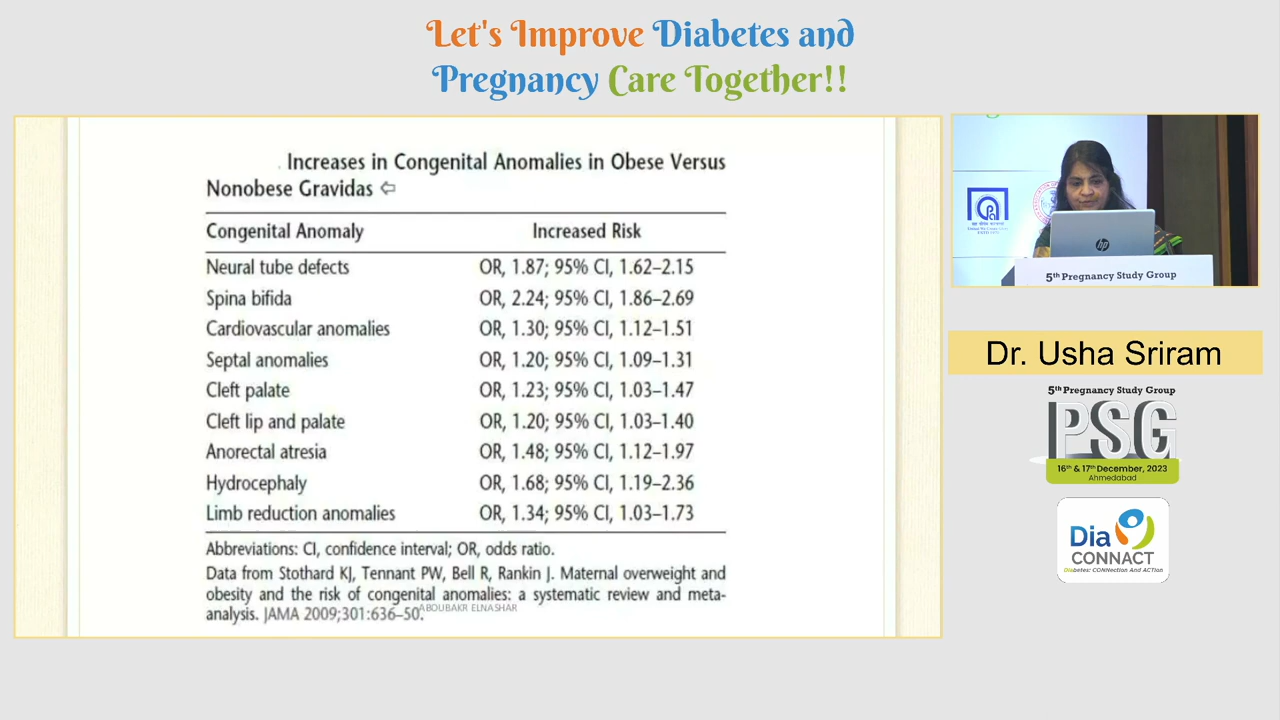 Let's Improve Diabetes and
Pregnancy Care Together!!
Increases in Congenital Anomalies in Obese Versus
Nonobese Gravidas ⇦
Congenital Anomaly Increased Risk
Neural tube defects OR, 1.87; 95% CI, 1.62–2.15
Spina bifida OR, 2.24; 95% CI, 1.86–2.69
Cardiovascular anomalies OR, 1.30; 95% CI, 1.12–1.51
Septal anomalies OR, 1.20; 95% CI, 1.09–1.31
Cleft palate OR, 1.23; 95% CI, 1.03–1.47
Cleft lip and palate OR, 1.20; 95% CI, 1.03–1.40
Anorectal atresia OR, 1.48; 95% CI, 1.12–1.97
Hydrocephaly OR, 1.68; 95% CI, 1.19–2.36
Limb reduction anomalies OR, 1.34; 95% CI, 1.03–1.73
Abbreviations: CI, confidence interval; OR, odds ratio.
Data from Stothard KJ, Tennant PW, Bell R, Rankin J. Maternal overweight and
obesity and the risk of congenital anomalies: a systematic review and meta-
analysis. JAMA 2009;301:636–50.
ABOUBAKR ELNASHAR
hp
5th Pregnancy Study Group
Dr. Usha Sriram
5th Pregnancy Study Group
PSG
16th & 17th December, 2023
Ahmedabad
Dia
CONNACT
Diabetes: CONNection And ACTion